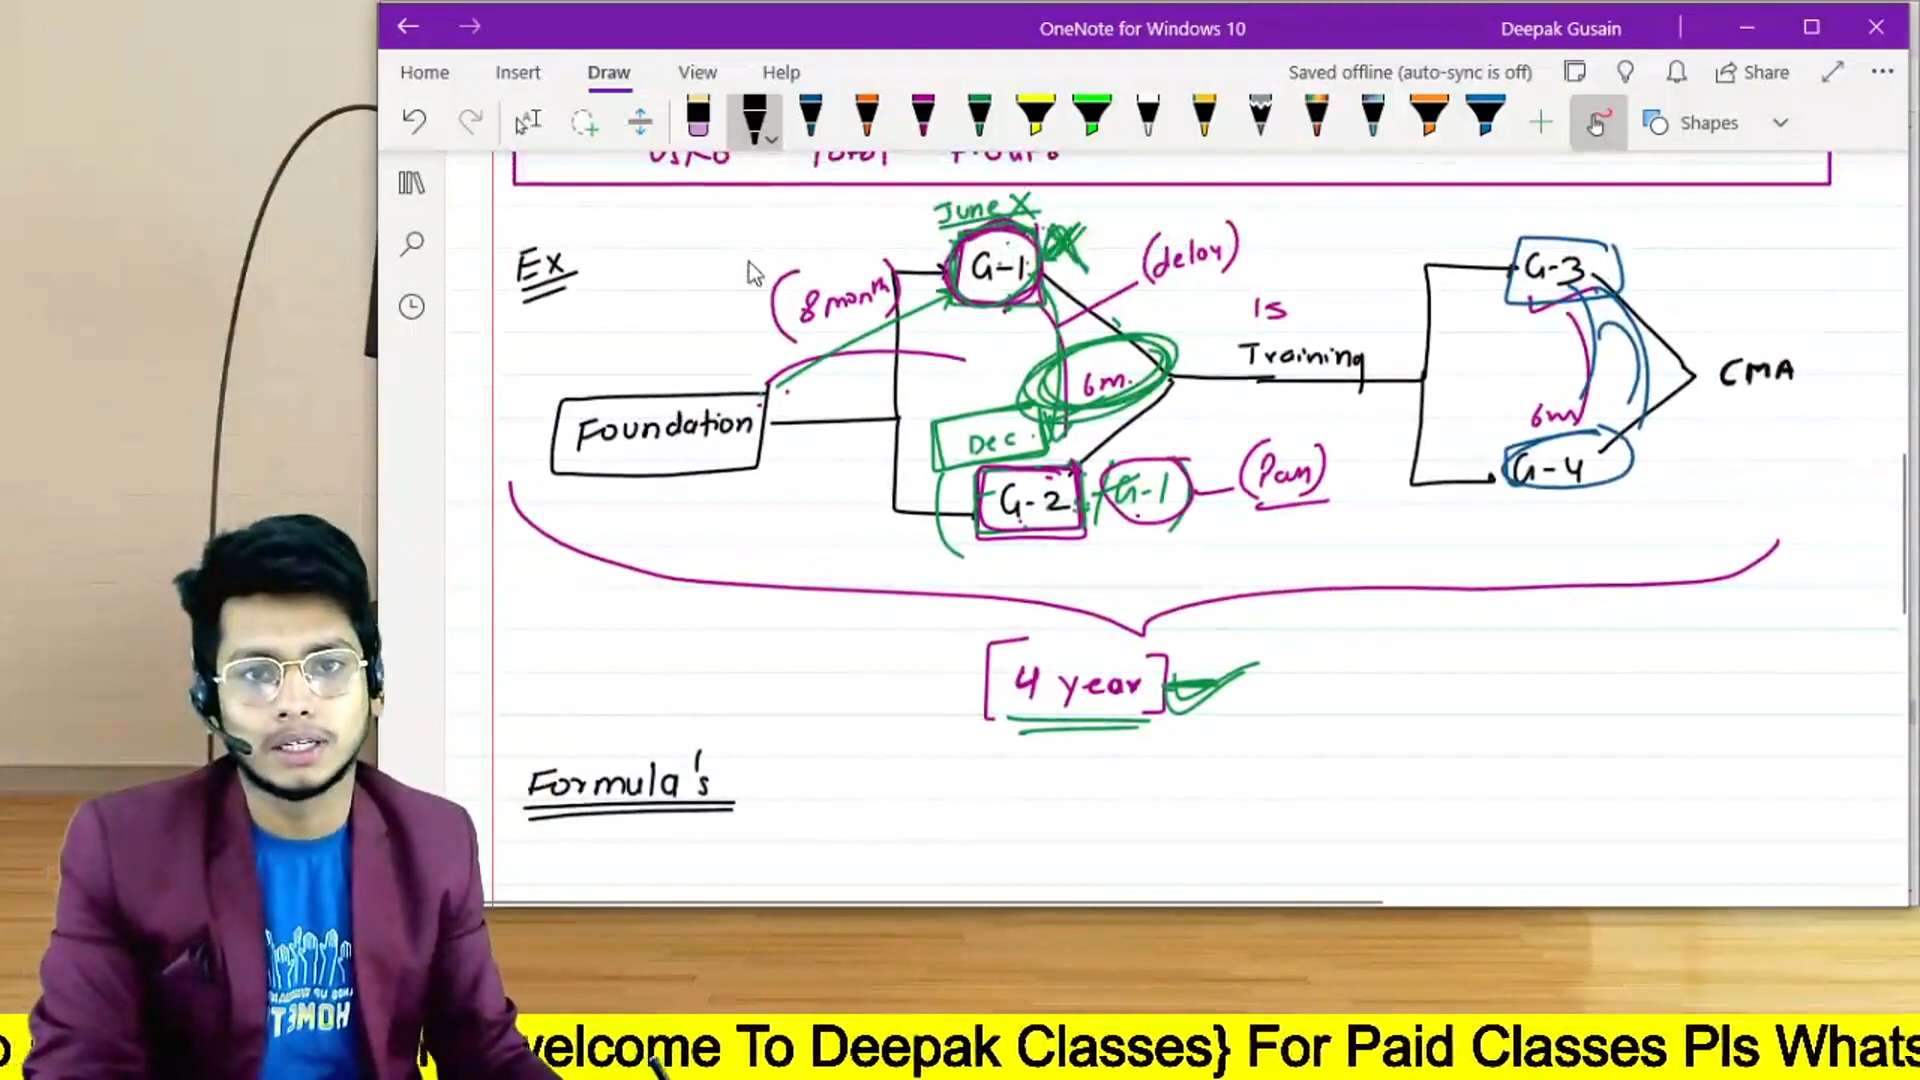 OneNote for Windows 10
Deepak Gusain
Home
Insert
Draw
View
Help
Saved offline (auto-sync is off)
Share
Shapes
June X
Ex
(8 month)
G-1
(delay)
G-3
15
Training
6m.
CMA
Foundation
Dec.
6m
G-2
G-1
(Pass)
G-4
[4 year]
Formula's
HOMET
Welcome To Deepak Classes} For Paid Classes Pls Whats